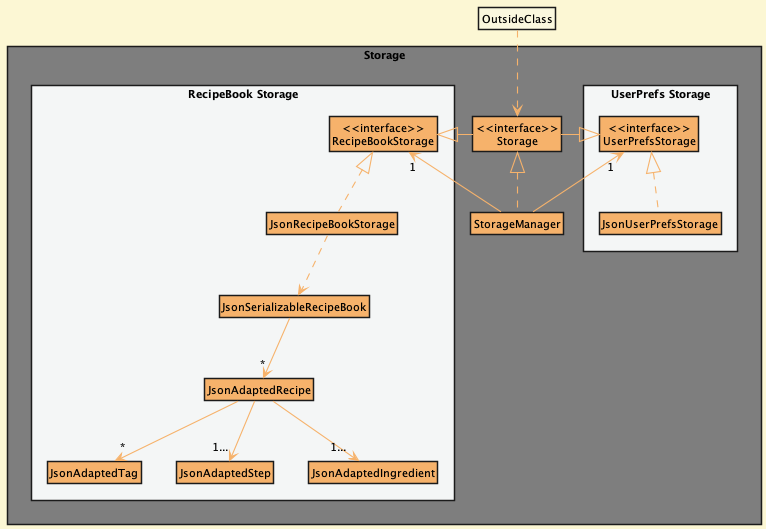 OutsideClass
Storage
RecipeBook Storage
UserPrefs Storage
<<interface>>
RecipeBookStorage
<<interface>>
Storage
<<interface>>
UserPrefsStorage
1
1
JsonRecipeBookStorage
StorageManager
JsonUserPrefsStorage
JsonSerializableRecipeBook
*
JsonAdaptedRecipe
*
1...
1...
JsonAdaptedTag
JsonAdaptedStep
JsonAdaptedIngredient